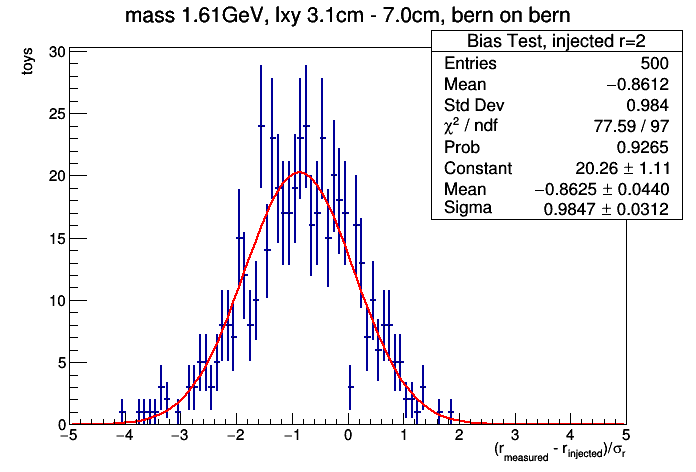 mass 1.61GeV, lxy 3.1cm - 7.0cm, bern on bern
Bias Test, injected r=2
Entries 500
Mean −0.8612
Std Dev 0.984
χ² / ndf 77.59 / 97
Prob 0.9265
Constant 20.26 ± 1.11
Mean −0.8625 ± 0.0440
Sigma 0.9847 ± 0.0312
toys
30
25
20
15
10
5
0
−5 −4 −3 −2 −1 0 1 2 3 4 5
(r_measured - r_injected)/σ_r